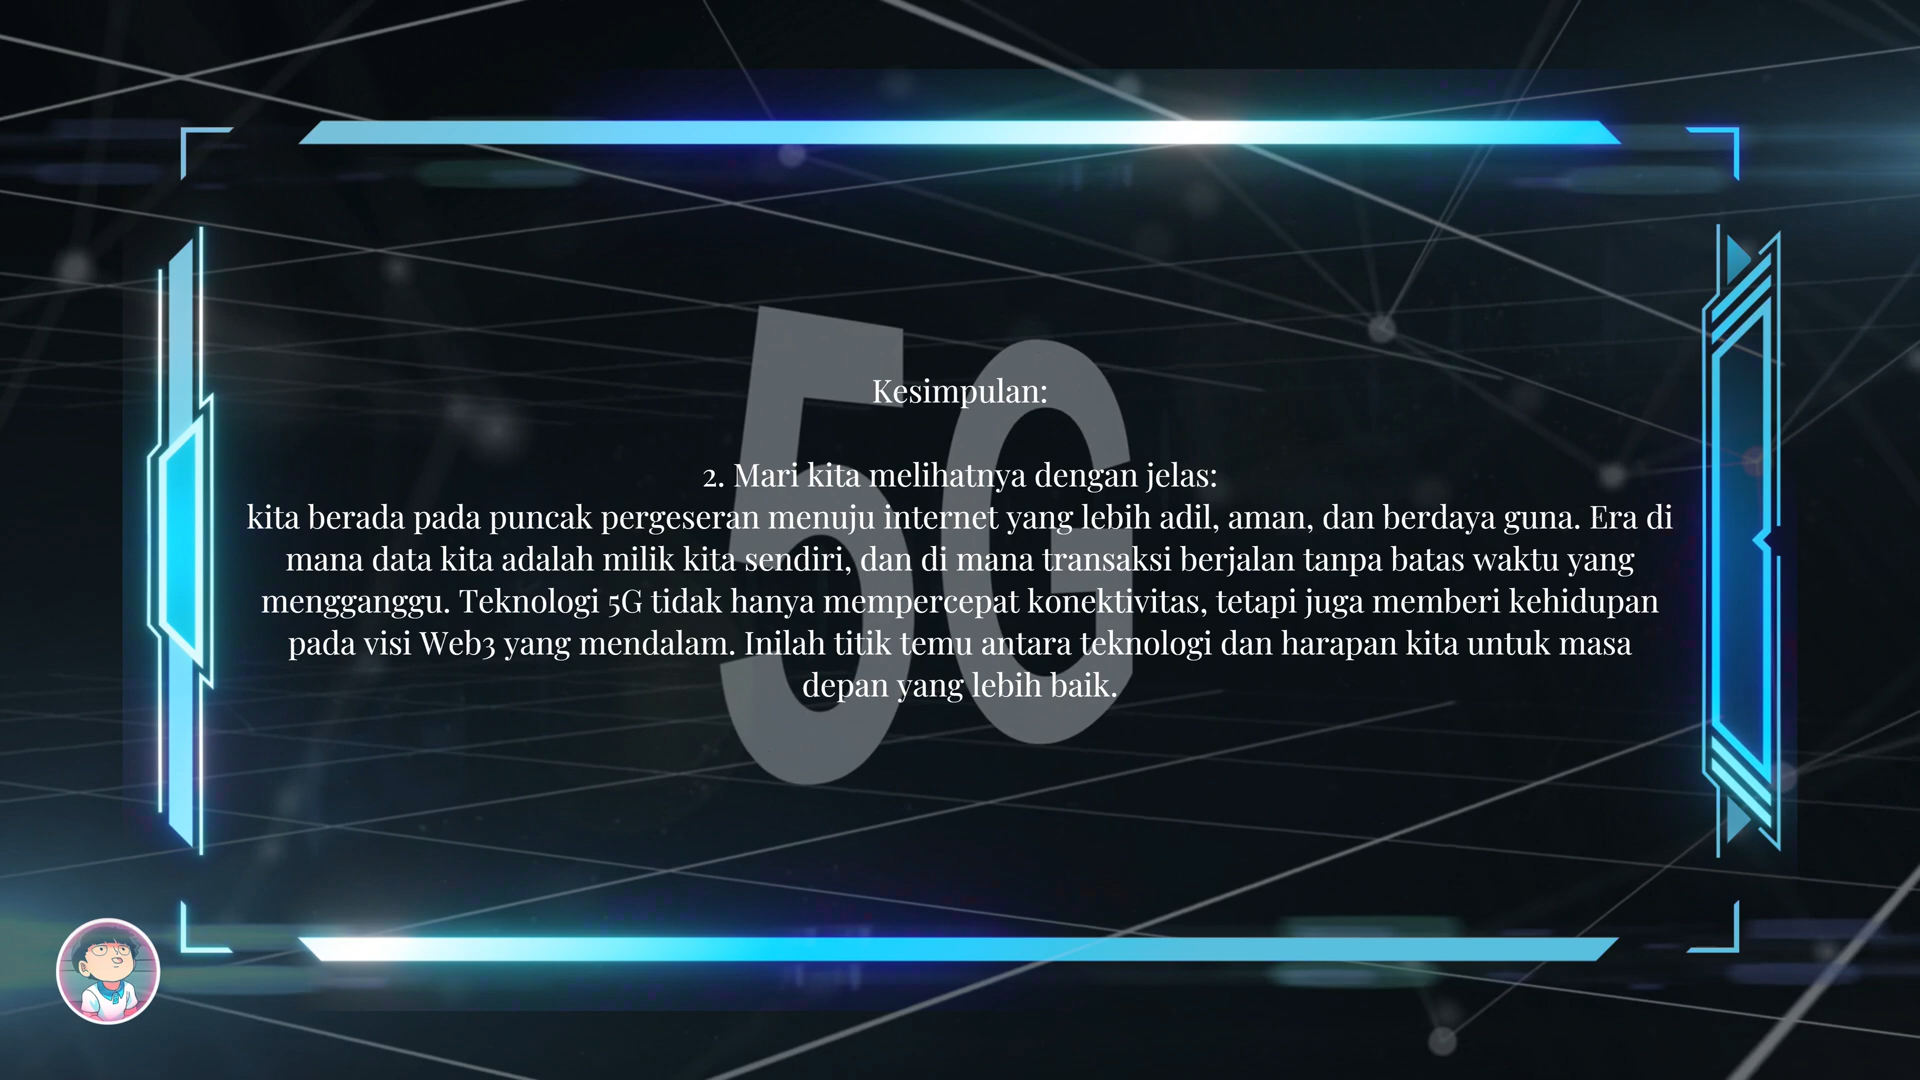 5G
Kesimpulan:
2. Mari kita melihatnya dengan jelas:
kita berada pada puncak pergeseran menuju internet yang lebih adil, aman, dan berdaya guna. Era di
mana data kita adalah milik kita sendiri, dan di mana transaksi berjalan tanpa batas waktu yang
mengganggu. Teknologi 5G tidak hanya mempercepat konektivitas, tetapi juga memberi kehidupan
pada visi Web3 yang mendalam. Inilah titik temu antara teknologi dan harapan kita untuk masa
depan yang lebih baik.